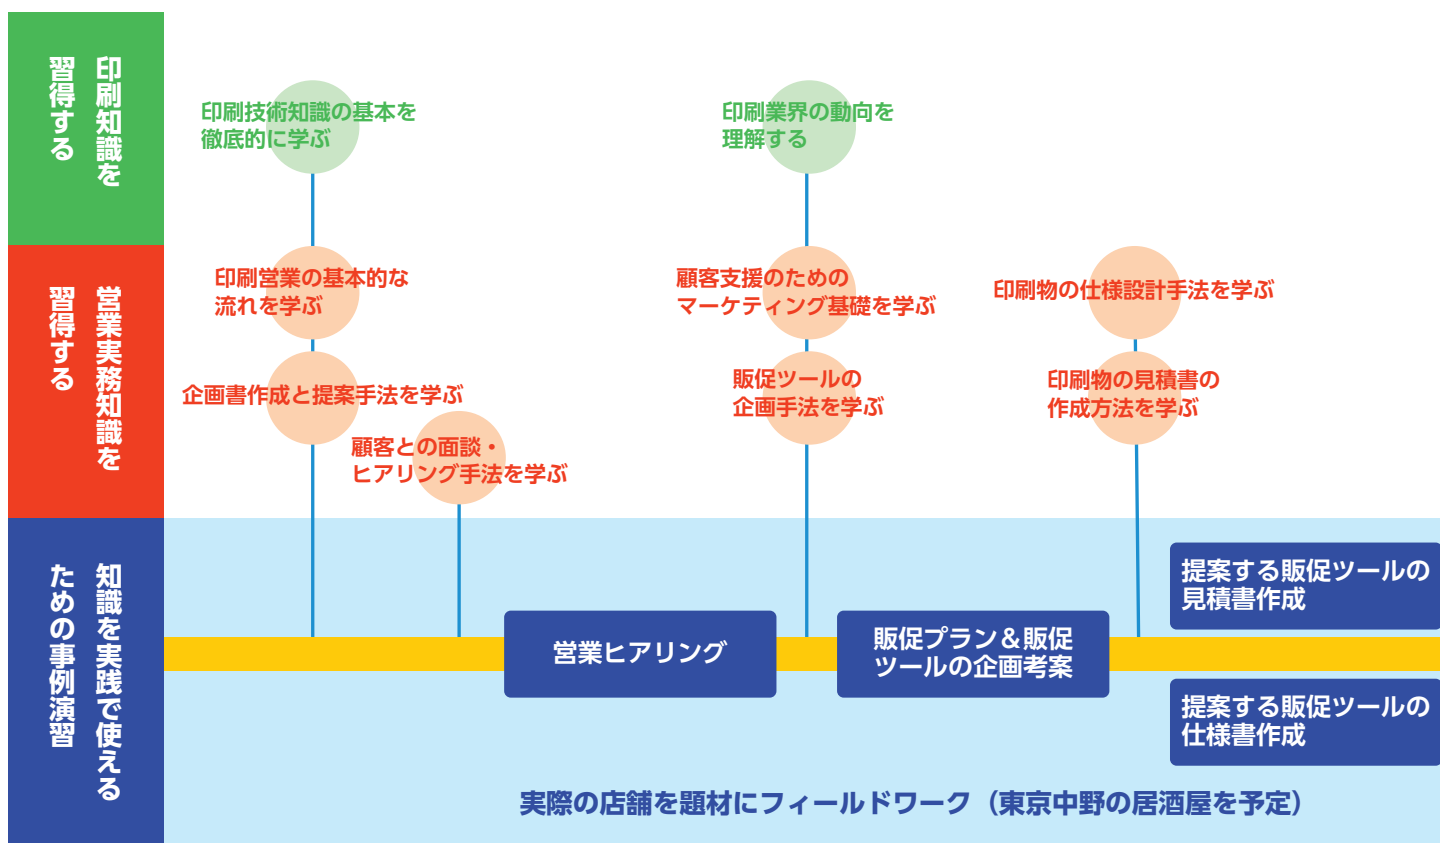 印刷知識を
習得する
印刷技術知識の基本を
徹底的に学ぶ
印刷業界の動向を
理解する
営業実務知識を
習得する
印刷営業の基本的な
流れを学ぶ
顧客支援のための
マーケティング基礎を学ぶ
印刷物の仕様設計手法を学ぶ
企画書作成と提案手法を学ぶ
販促ツールの
企画手法を学ぶ
印刷物の見積書の
作成方法を学ぶ
顧客との面談・
ヒアリング手法を学ぶ
知識を実践で使える
ための事例演習
営業ヒアリング
販促プラン＆販促
ツールの企画考案
提案する販促ツールの
見積書作成
提案する販促ツールの
仕様書作成
実際の店舗を題材にフィールドワーク（東京中野の居酒屋を予定）